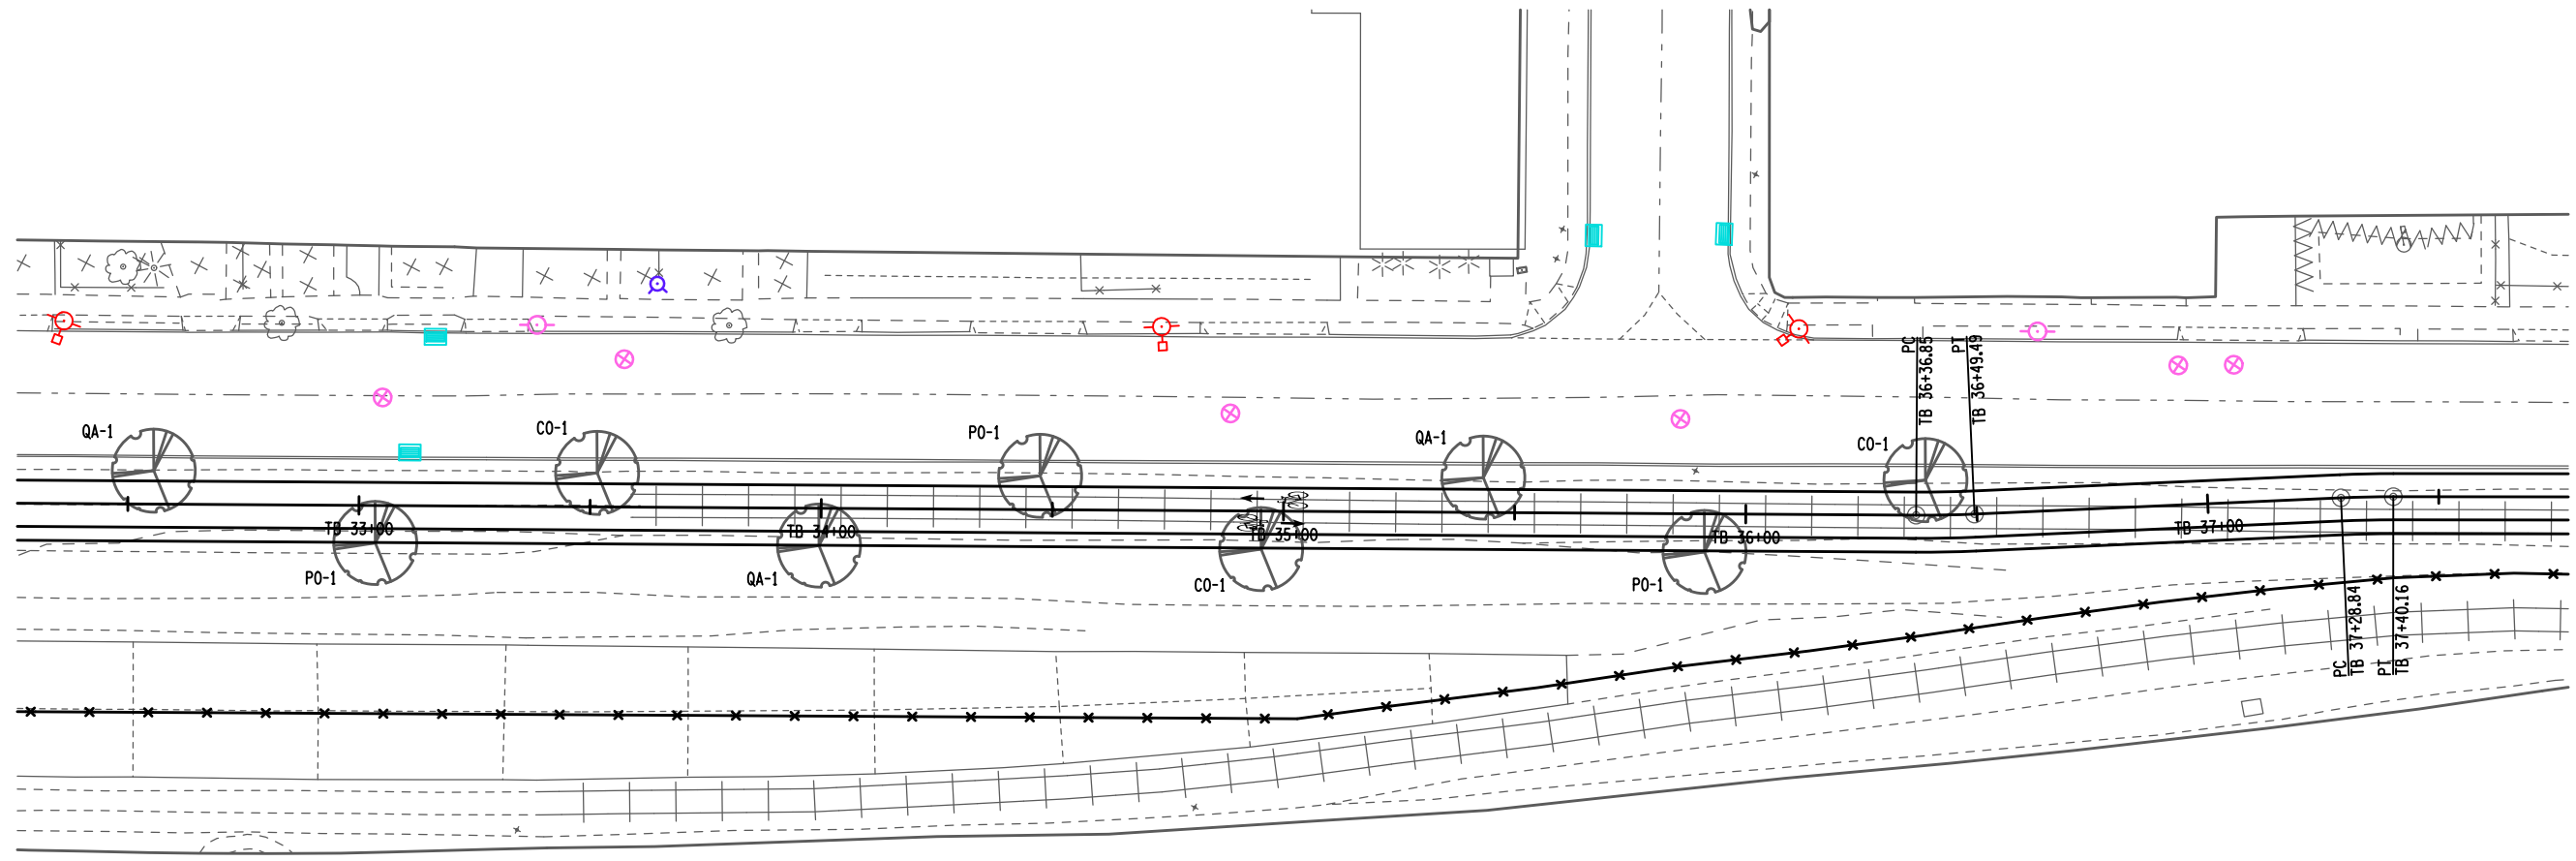 PC
TB 36+36.85
PT
TB 36+49.49
QA-1
CO-1
PO-1
QA-1
CO-1
TB 33+00
TB 34+00
TB 35+00
TB 36+00
TB 37+00
PO-1
QA-1
CO-1
PO-1
PC
TB 37+28.84
PT
TB 37+40.16